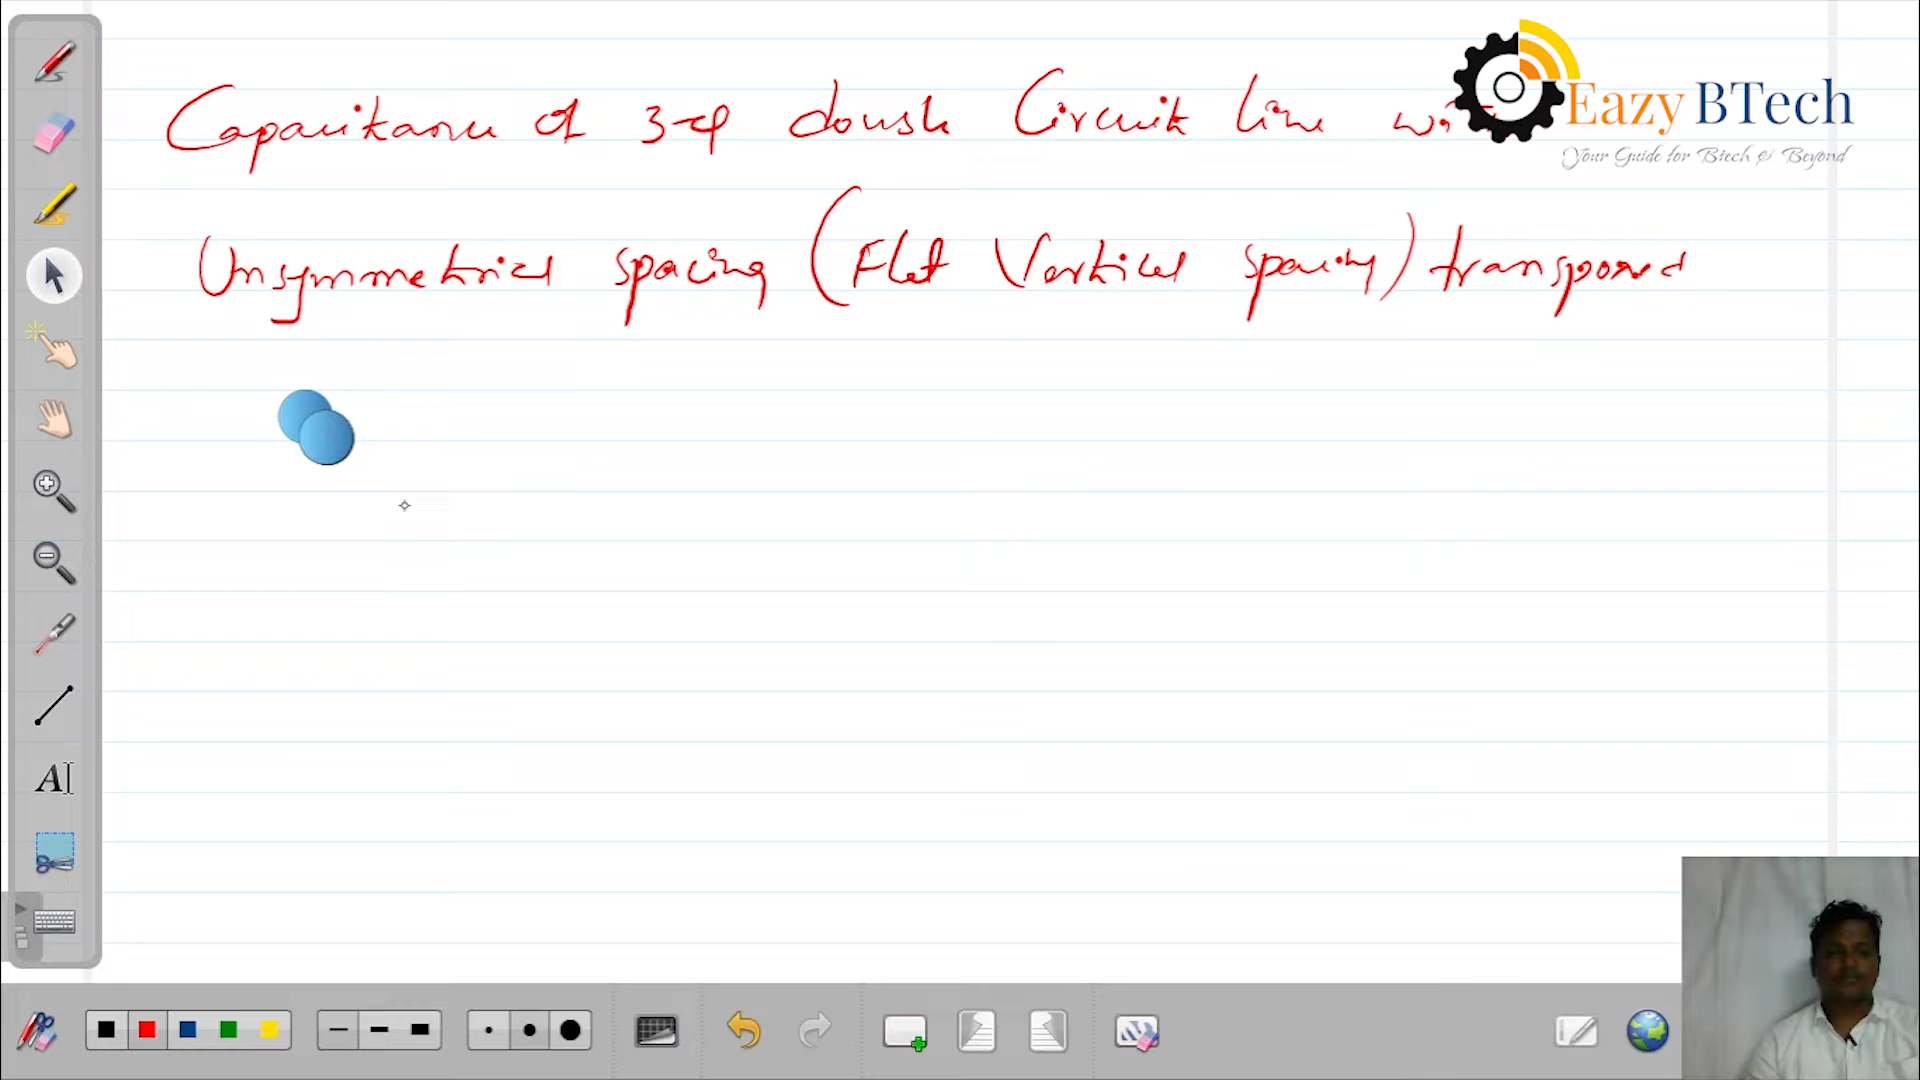 Capacitance of 3-φ double Circuit line wi
Eazy BTech
Your Guide for Btech & Beyond
Unsymmetrical spacing (Flat Vertical spacing) transposed
AI